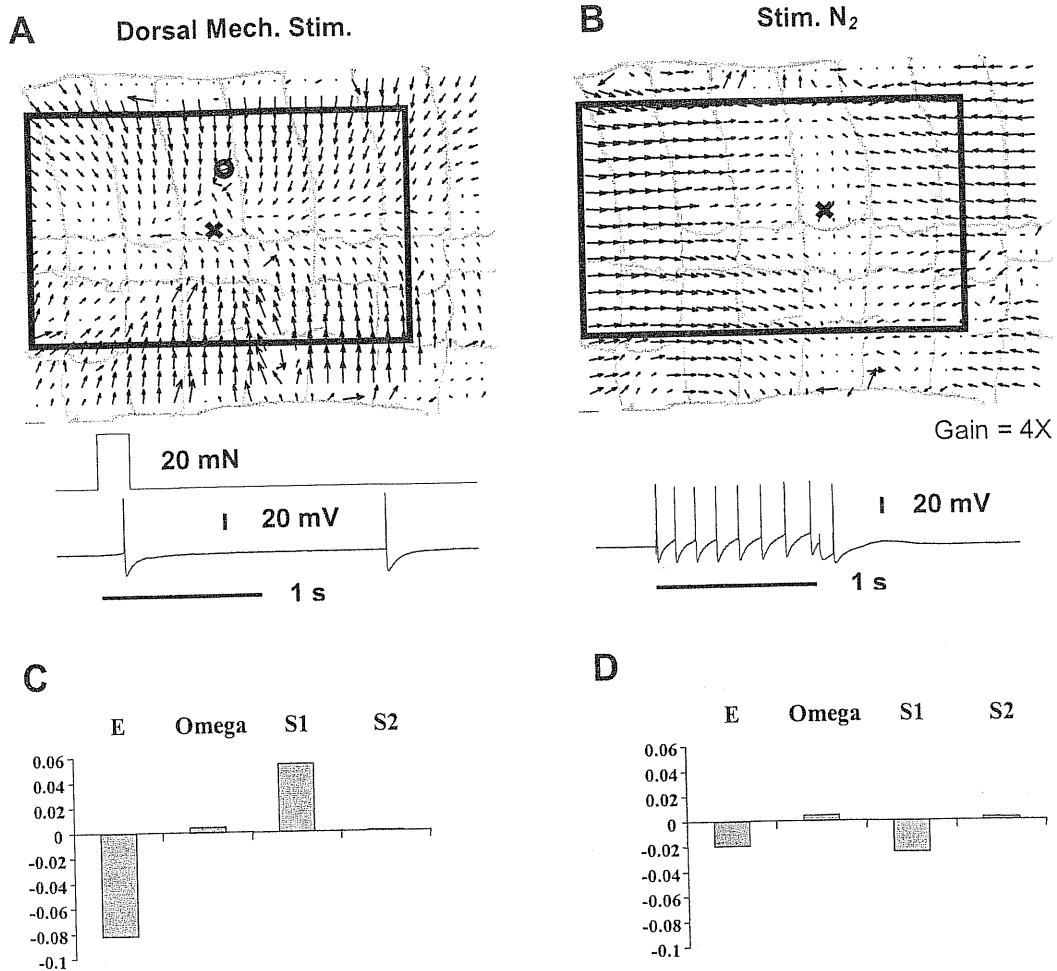 A
Dorsal Mech. Stim.
B
Stim. N2
Gain = 4X
20 mN
20 mV
1 s
20 mV
1 s
C
E Omega S1 S2
0.06
0.04
0.02
0
-0.02
-0.04
-0.06
-0.08
-0.1
D
E Omega S1 S2
0.06
0.04
0.02
0
-0.02
-0.04
-0.06
-0.08
-0.1